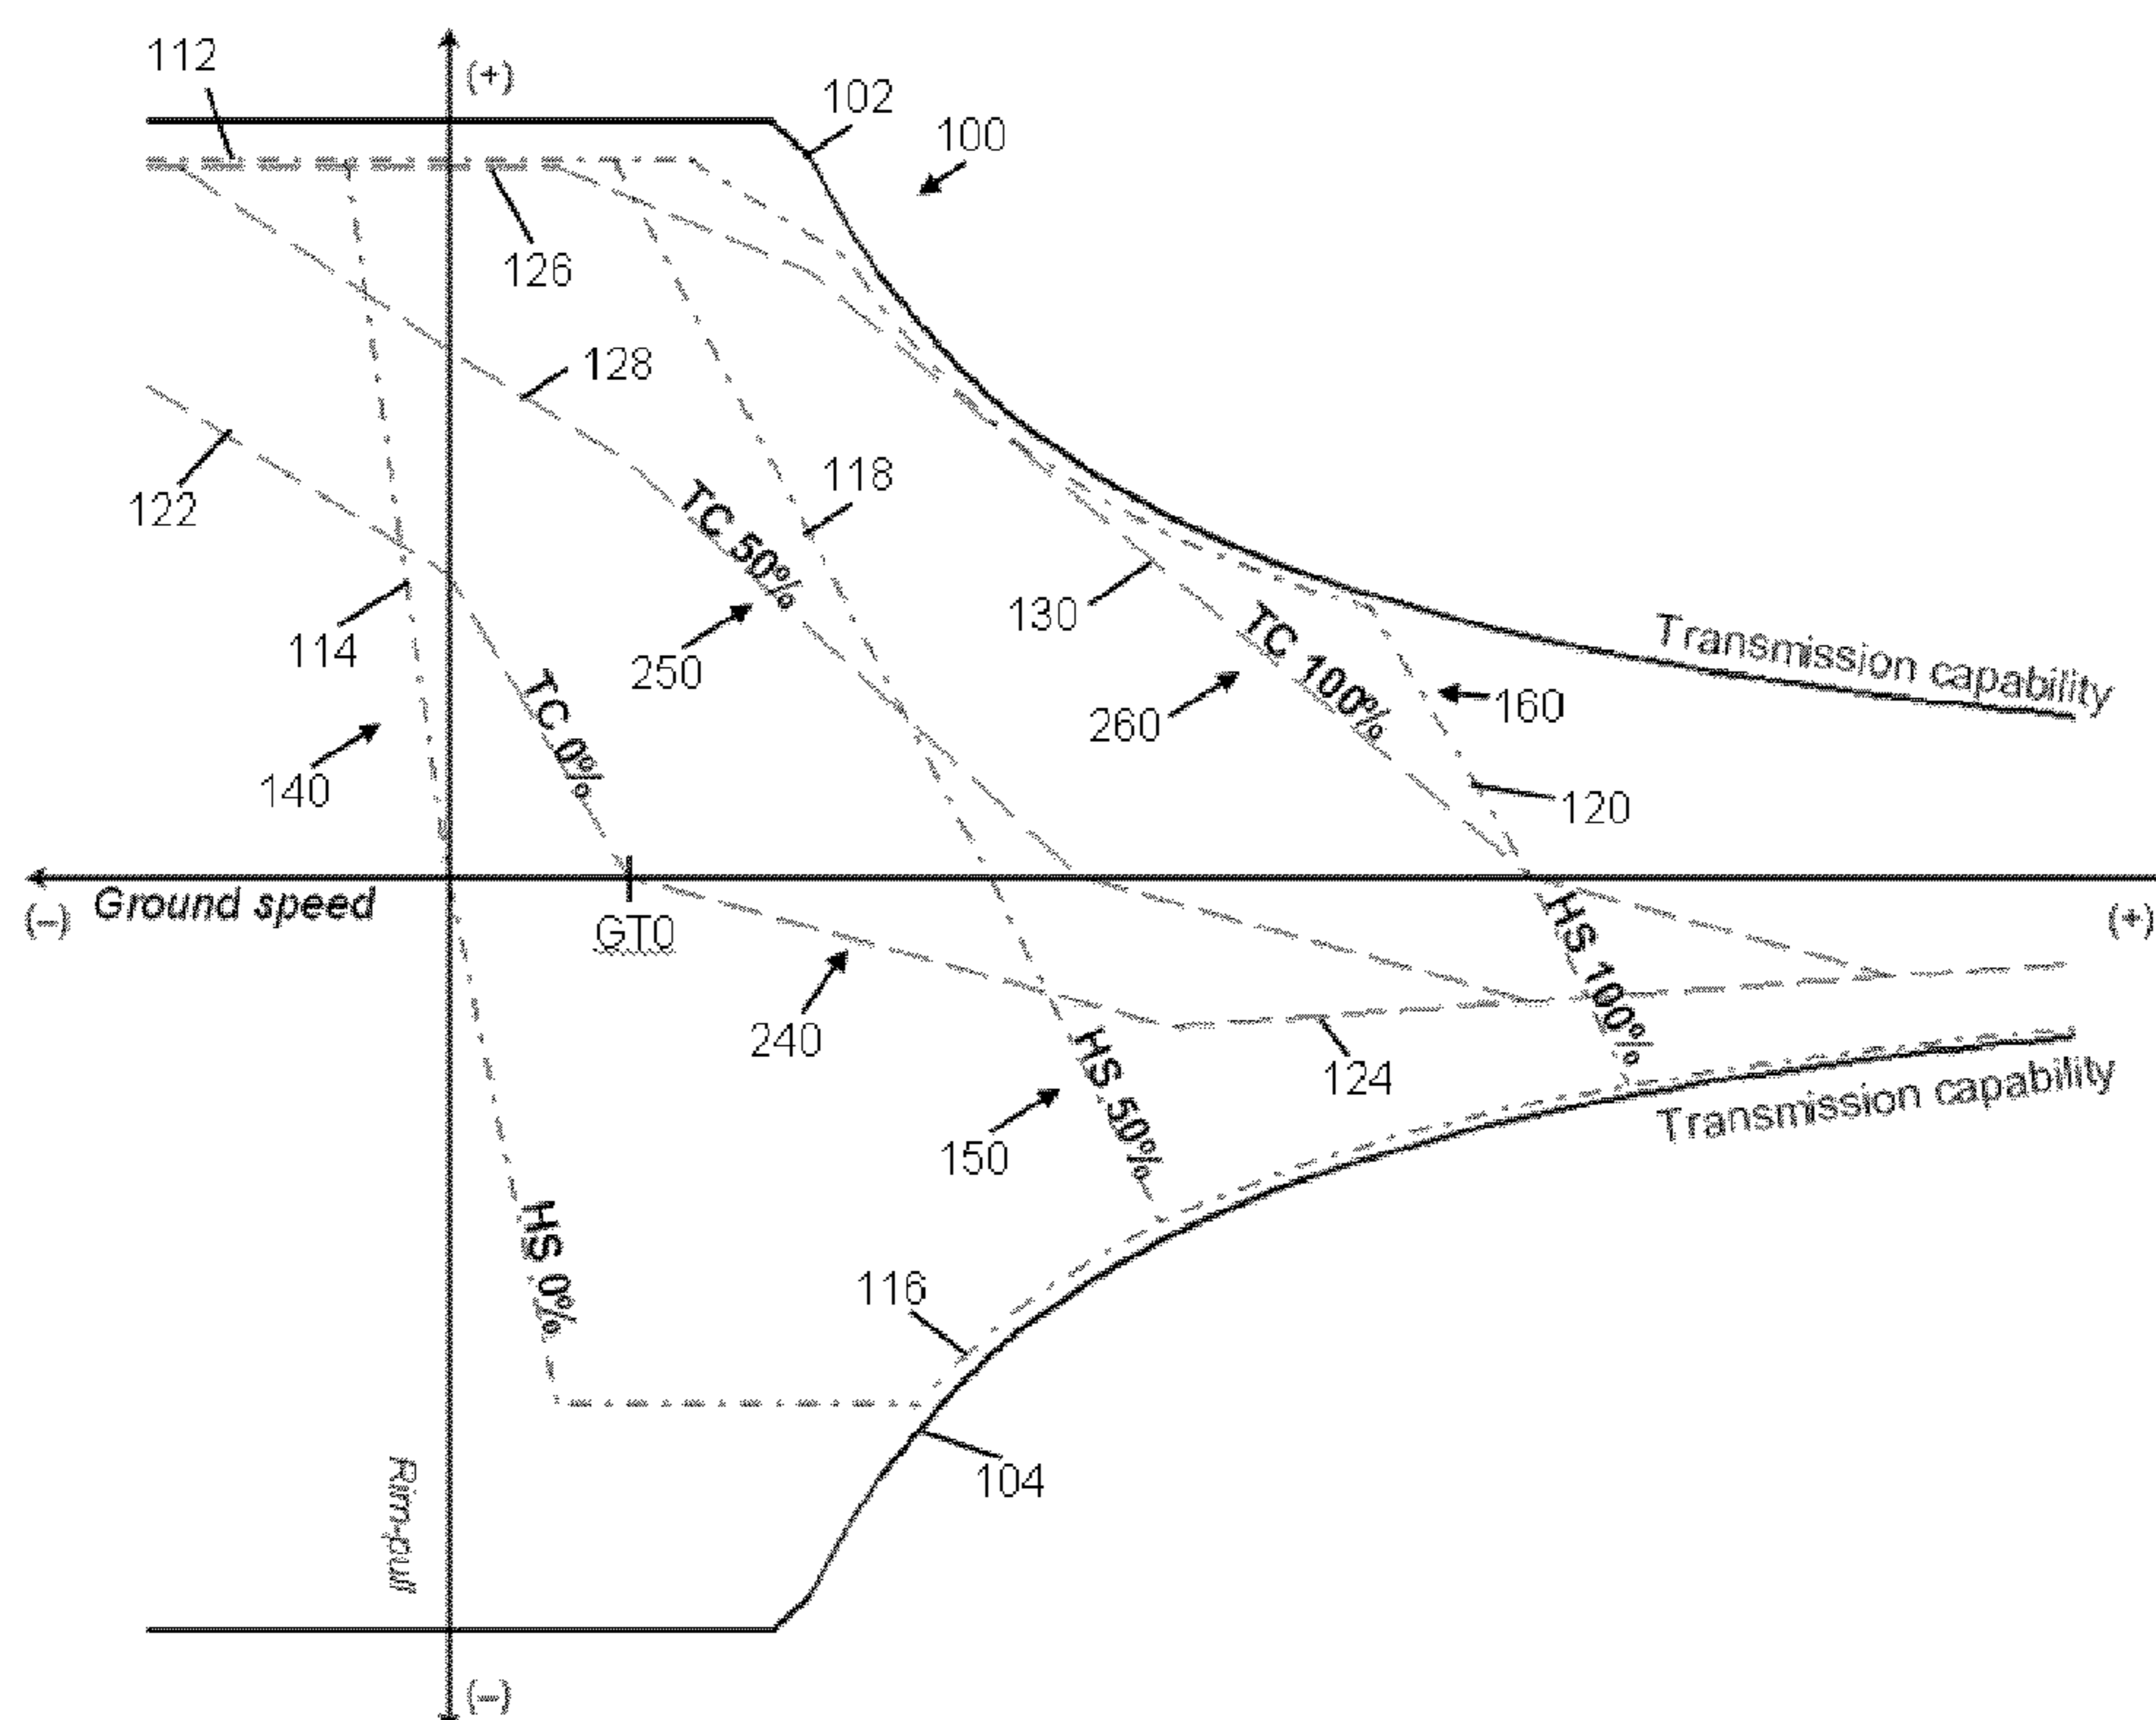 112
(+)
102
100
126
128
122
118
TC 50%
114
250
130
TC 100%
Transmission capability
TC 0%
260
160
140
120
Ground speed
(–)
GT0
(+)
HS 100%
240
124
HS 50%
150
Transmission capability
HS 0%
116
104
Rim-pull
(–)